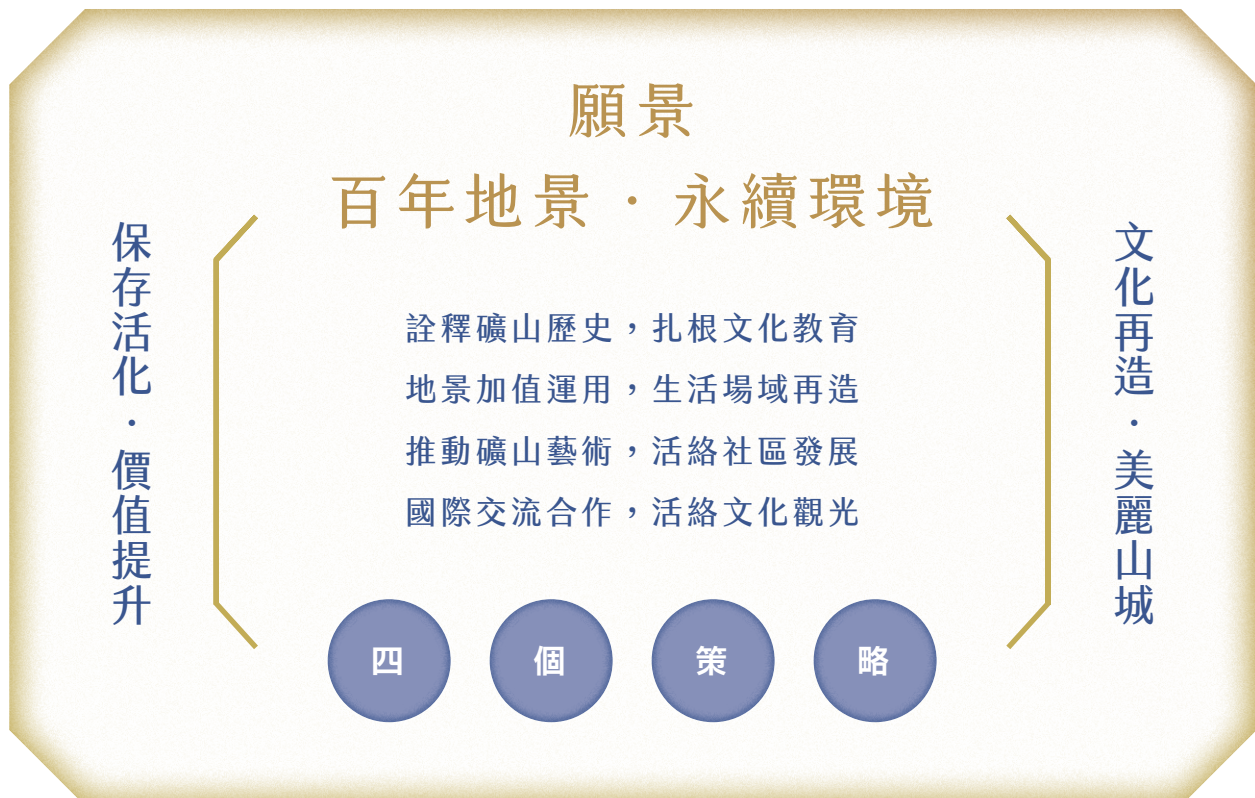 願景
百年地景．永續環境
保存活化．價值提升
詮釋礦山歷史，扎根文化教育
地景加值運用，生活場域再造
推動礦山藝術，活絡社區發展
國際交流合作，活絡文化觀光
文化再造．美麗山城
四個策略